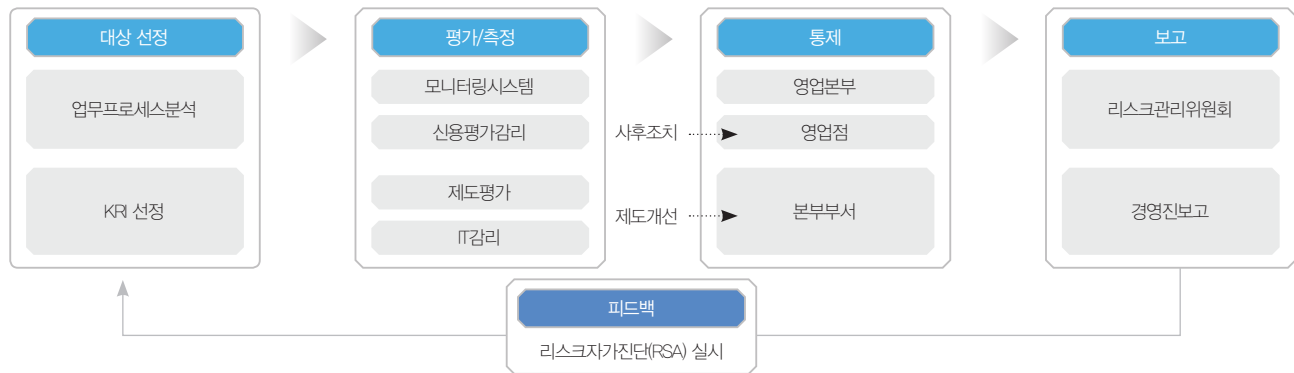 대상 선정
업무프로세스분석
KRI 선정
평가/측정
모니터링시스템
신용평가감리
제도평가
IT감리
사후조치
제도개선
통제
영업본부
영업점
본부부서
보고
리스크관리위원회
경영진보고
피드백
리스크자가진단(RSA) 실시